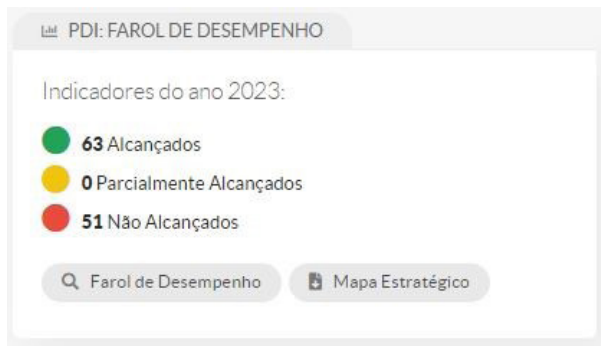 PDI: FAROL DE DESEMPENHO
Indicadores do ano 2023:
63 Alcançados
0 Parcialmente Alcançados
51 Não Alcançados
Farol de Desempenho Mapa Estratégico